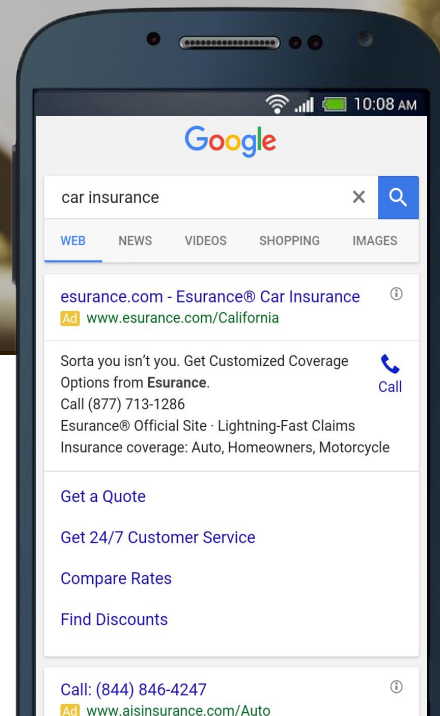 10:08 AM
Google
car insurance
WEB NEWS VIDEOS SHOPPING IMAGES
esurance.com - Esurance® Car Insurance
Ad www.esurance.com/California
Sorta you isn't you. Get Customized Coverage
Options from Esurance.
Call
Call (877) 713-1286
Esurance® Official Site · Lightning-Fast Claims
Insurance coverage: Auto, Homeowners, Motorcycle
Get a Quote
Get 24/7 Customer Service
Compare Rates
Find Discounts
Call: (844) 846-4247
Ad www.aisinsurance.com/Auto